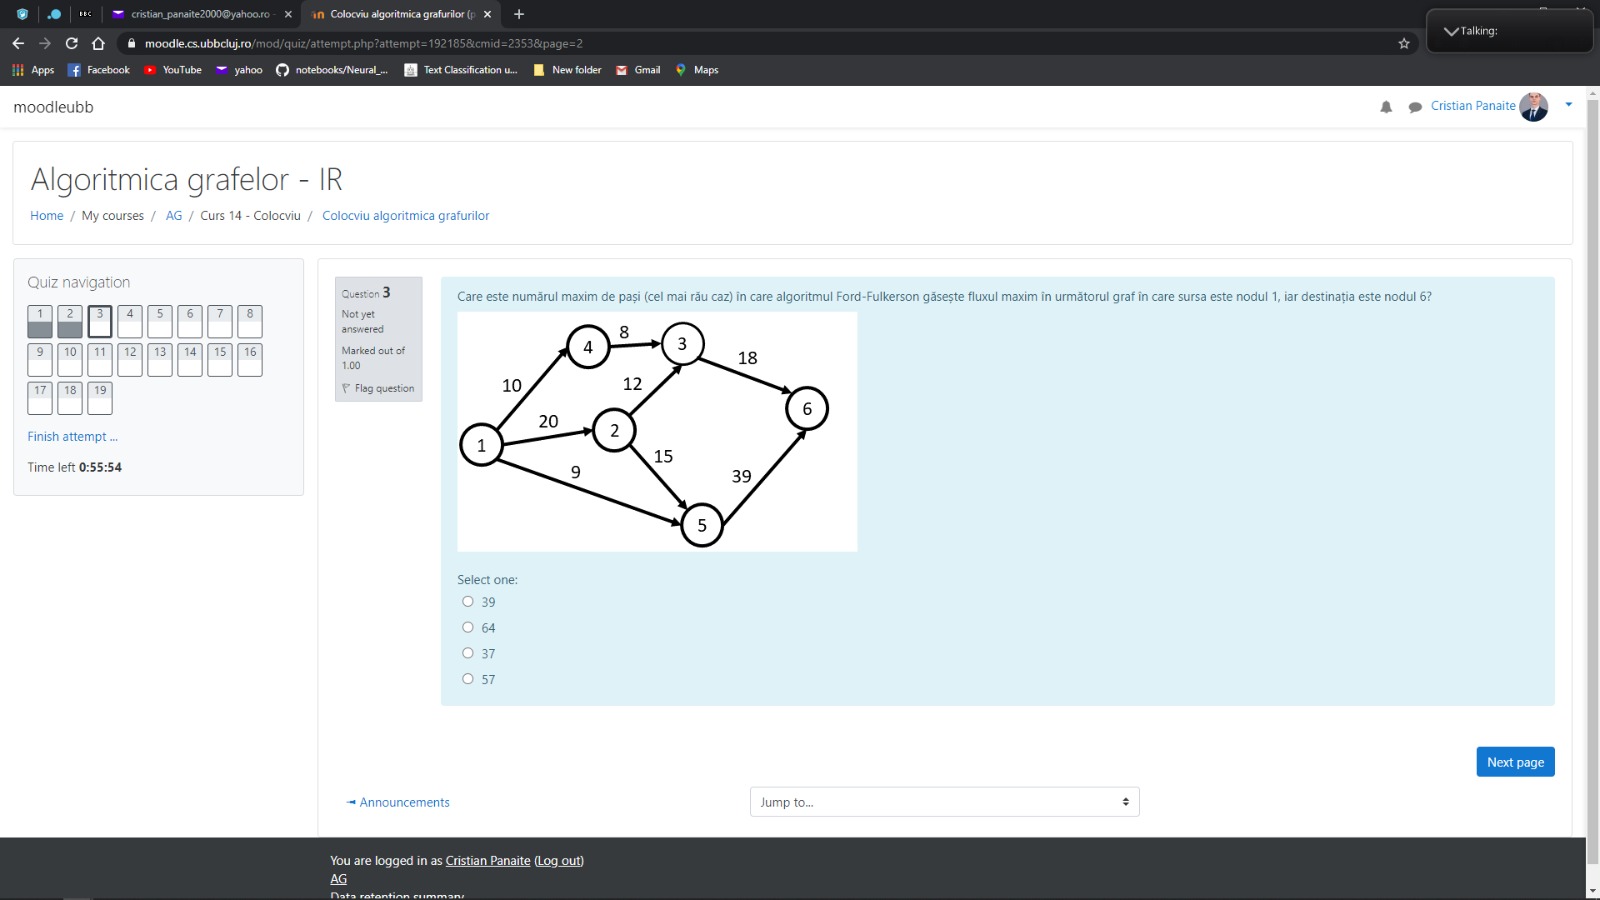 BBC
cristian_panaite2000@yahoo.ro -
Colocviu algoritmica grafurilor (p
Talking:
moodle.cs.ubbcluj.ro/mod/quiz/attempt.php?attempt=192185&cmid=2353&page=2
Apps Facebook YouTube yahoo notebooks/Neural_... Text Classification u... New folder Gmail Maps
moodleubb
Cristian Panaite
Algoritmica grafelor - IR
Home / My courses / AG / Curs 14 - Colocviu / Colocviu algoritmica grafurilor
Quiz navigation
1 2 3 4 5 6 7 8
9 10 11 12 13 14 15 16
17 18 19
Finish attempt ...
Time left 0:55:54
Question 3
Not yet
answered
Marked out of
1.00
Flag question
Care este numărul maxim de pași (cel mai rău caz) în care algoritmul Ford-Fulkerson găsește fluxul maxim în următorul graf în care sursa este nodul 1, iar destinația este nodul 6?
4 8 3
18
10 12
6
20 2
1
15
9
39
5
Select one:
39
64
37
57
Next page
◄ Announcements
Jump to...
You are logged in as Cristian Panaite (Log out)
AG
Data retention summary